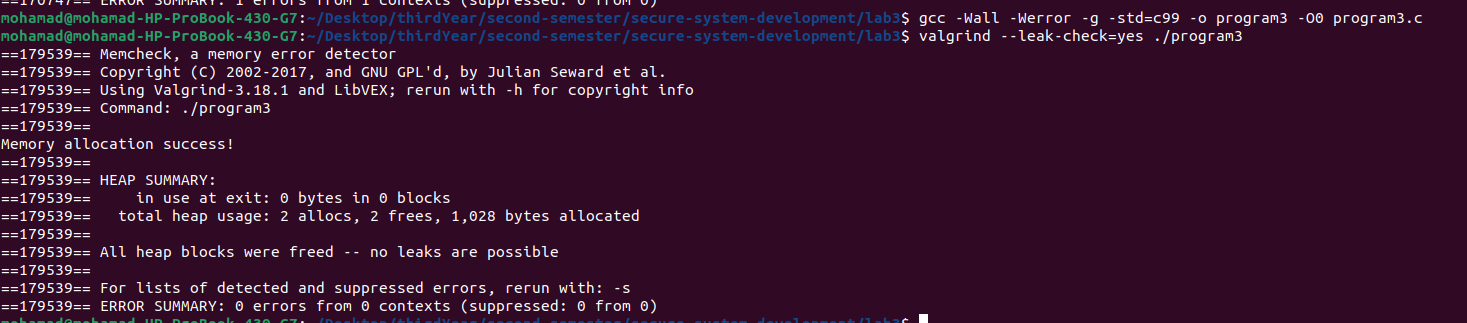 ==170747== ERROR SUMMARY: 1 errors from 1 contexts (suppressed: 0 from 0)
mohamad@mohamad-HP-ProBook-430-G7:~/Desktop/thirdYear/second-semester/secure-system-development/lab3$ gcc -Wall -Werror -g -std=c99 -o program3 -O0 program3.c
mohamad@mohamad-HP-ProBook-430-G7:~/Desktop/thirdYear/second-semester/secure-system-development/lab3$ valgrind --leak-check=yes ./program3
==179539== Memcheck, a memory error detector
==179539== Copyright (C) 2002-2017, and GNU GPL'd, by Julian Seward et al.
==179539== Using Valgrind-3.18.1 and LibVEX; rerun with -h for copyright info
==179539== Command: ./program3
==179539==
Memory allocation success!
==179539==
==179539== HEAP SUMMARY:
==179539==     in use at exit: 0 bytes in 0 blocks
==179539==   total heap usage: 2 allocs, 2 frees, 1,028 bytes allocated
==179539==
==179539== All heap blocks were freed -- no leaks are possible
==179539==
==179539== For lists of detected and suppressed errors, rerun with: -s
==179539== ERROR SUMMARY: 0 errors from 0 contexts (suppressed: 0 from 0)
mohamad@mohamad-HP-ProBook-430-G7:~/Desktop/thirdYear/second-semester/secure-system-development/lab3$